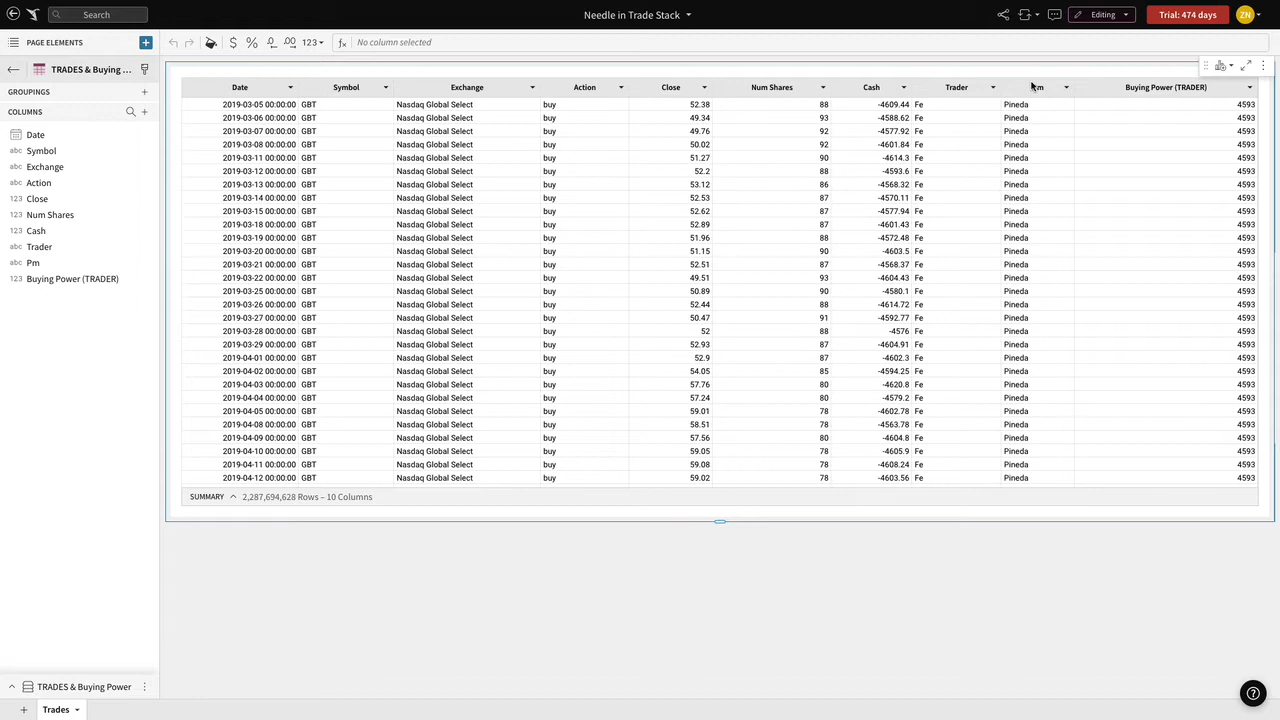 Search
Needle in Trade Stack
Editing
Trial: 474 days
ZN
PAGE ELEMENTS
$ % .0 .00 123
fx No column selected
TRADES & Buying ...
GROUPINGS
COLUMNS
Date
abc Symbol
abc Exchange
abc Action
123 Close
123 Num Shares
123 Cash
abc Trader
abc Pm
123 Buying Power (TRADER)
Date Symbol Exchange Action Close Num Shares Cash Trader Pm Buying Power (TRADER)
2019-03-05 00:00:00 GBT Nasdaq Global Select buy 52.38 88 -4609.44 Fe Pineda 4593
2019-03-06 00:00:00 GBT Nasdaq Global Select buy 49.34 93 -4588.62 Fe Pineda 4593
2019-03-07 00:00:00 GBT Nasdaq Global Select buy 49.76 92 -4577.92 Fe Pineda 4593
2019-03-08 00:00:00 GBT Nasdaq Global Select buy 50.02 92 -4601.84 Fe Pineda 4593
2019-03-11 00:00:00 GBT Nasdaq Global Select buy 51.27 90 -4614.3 Fe Pineda 4593
2019-03-12 00:00:00 GBT Nasdaq Global Select buy 52.2 88 -4593.6 Fe Pineda 4593
2019-03-13 00:00:00 GBT Nasdaq Global Select buy 53.12 86 -4568.32 Fe Pineda 4593
2019-03-14 00:00:00 GBT Nasdaq Global Select buy 52.53 87 -4570.11 Fe Pineda 4593
2019-03-15 00:00:00 GBT Nasdaq Global Select buy 52.62 87 -4577.94 Fe Pineda 4593
2019-03-18 00:00:00 GBT Nasdaq Global Select buy 52.89 87 -4601.43 Fe Pineda 4593
2019-03-19 00:00:00 GBT Nasdaq Global Select buy 51.96 88 -4572.48 Fe Pineda 4593
2019-03-20 00:00:00 GBT Nasdaq Global Select buy 51.15 90 -4603.5 Fe Pineda 4593
2019-03-21 00:00:00 GBT Nasdaq Global Select buy 52.51 87 -4568.37 Fe Pineda 4593
2019-03-22 00:00:00 GBT Nasdaq Global Select buy 49.51 93 -4604.43 Fe Pineda 4593
2019-03-25 00:00:00 GBT Nasdaq Global Select buy 50.89 90 -4580.1 Fe Pineda 4593
2019-03-26 00:00:00 GBT Nasdaq Global Select buy 52.44 88 -4614.72 Fe Pineda 4593
2019-03-27 00:00:00 GBT Nasdaq Global Select buy 50.47 91 -4592.77 Fe Pineda 4593
2019-03-28 00:00:00 GBT Nasdaq Global Select buy 52 88 -4576 Fe Pineda 4593
2019-03-29 00:00:00 GBT Nasdaq Global Select buy 52.93 87 -4604.91 Fe Pineda 4593
2019-04-01 00:00:00 GBT Nasdaq Global Select buy 52.9 87 -4602.3 Fe Pineda 4593
2019-04-02 00:00:00 GBT Nasdaq Global Select buy 54.05 85 -4594.25 Fe Pineda 4593
2019-04-03 00:00:00 GBT Nasdaq Global Select buy 57.76 80 -4620.8 Fe Pineda 4593
2019-04-04 00:00:00 GBT Nasdaq Global Select buy 57.24 80 -4579.2 Fe Pineda 4593
2019-04-05 00:00:00 GBT Nasdaq Global Select buy 59.01 78 -4602.78 Fe Pineda 4593
2019-04-08 00:00:00 GBT Nasdaq Global Select buy 58.51 78 -4563.78 Fe Pineda 4593
2019-04-09 00:00:00 GBT Nasdaq Global Select buy 57.56 80 -4604.8 Fe Pineda 4593
2019-04-10 00:00:00 GBT Nasdaq Global Select buy 59.05 78 -4605.9 Fe Pineda 4593
2019-04-11 00:00:00 GBT Nasdaq Global Select buy 59.08 78 -4608.24 Fe Pineda 4593
2019-04-12 00:00:00 GBT Nasdaq Global Select buy 59.02 78 -4603.56 Fe Pineda 4593
SUMMARY 2,287,694,628 Rows – 10 Columns
TRADES & Buying Power
Trades